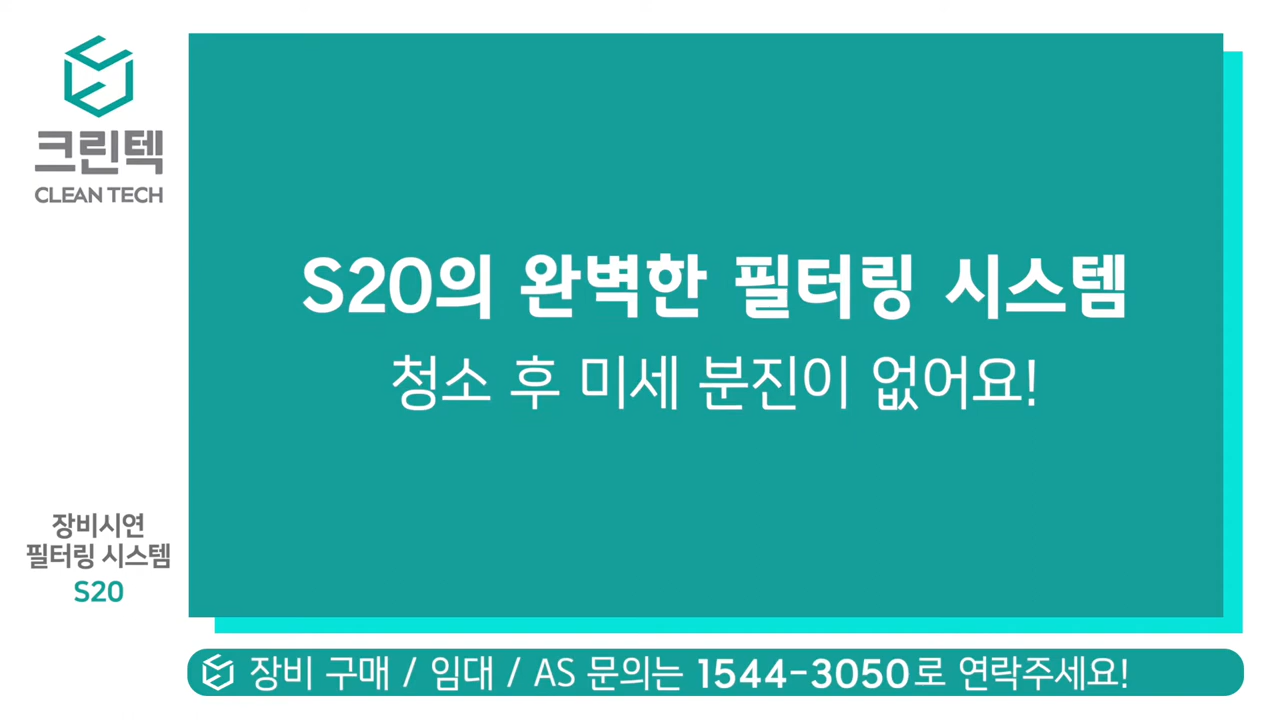 크린텍
CLEAN TECH
S20의 완벽한 필터링 시스템
청소 후 미세 분진이 없어요!
장비시연
필터링 시스템
S20
장비 구매 / 임대 / AS 문의는 1544-3050로 연락주세요!